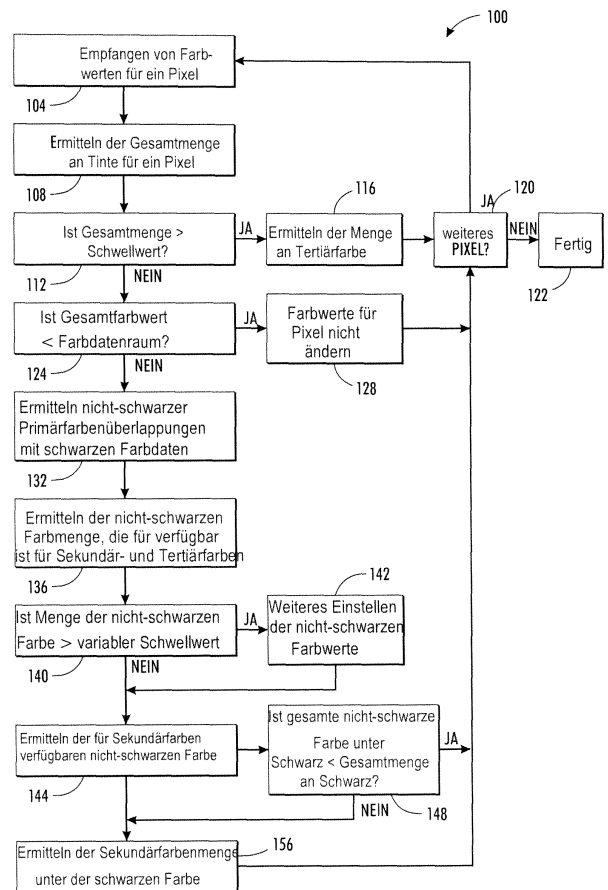 100
Empfangen von Farb-
werten für ein Pixel
104
Ermitteln der Gesamtmenge
an Tinte für ein Pixel
108
Ist Gesamtmenge >
Schwellwert?
112
JA
NEIN
Ermitteln der Menge
an Tertiärfarbe
116
weiteres
PIXEL?
JA
120
NEIN
Fertig
122
Ist Gesamtfarbwert
< Farbdatenraum?
124
JA
NEIN
Farbwerte für
Pixel nicht
ändern
128
Ermitteln nicht-schwarzer
Primärfarbenüberlappungen
mit schwarzen Farbdaten
132
Ermitteln der nicht-schwarzen
Farbmenge, die für verfügbar
ist für Sekundär- und Tertiärfarben
136
Ist Menge der nicht-schwarzen
Farbe > variabler Schwellwert
140
JA
NEIN
142
Weiteres Einstellen
der nicht-schwarzen
Farbwerte
Ermitteln der für Sekundärfarben
verfügbaren nicht-schwarzen Farbe
144
Ist gesamte nicht-schwarze
Farbe unter
Schwarz < Gesamtmenge
an Schwarz?
JA
NEIN
148
Ermitteln der Sekundärfarbenmenge
unter der schwarzen Farbe
156